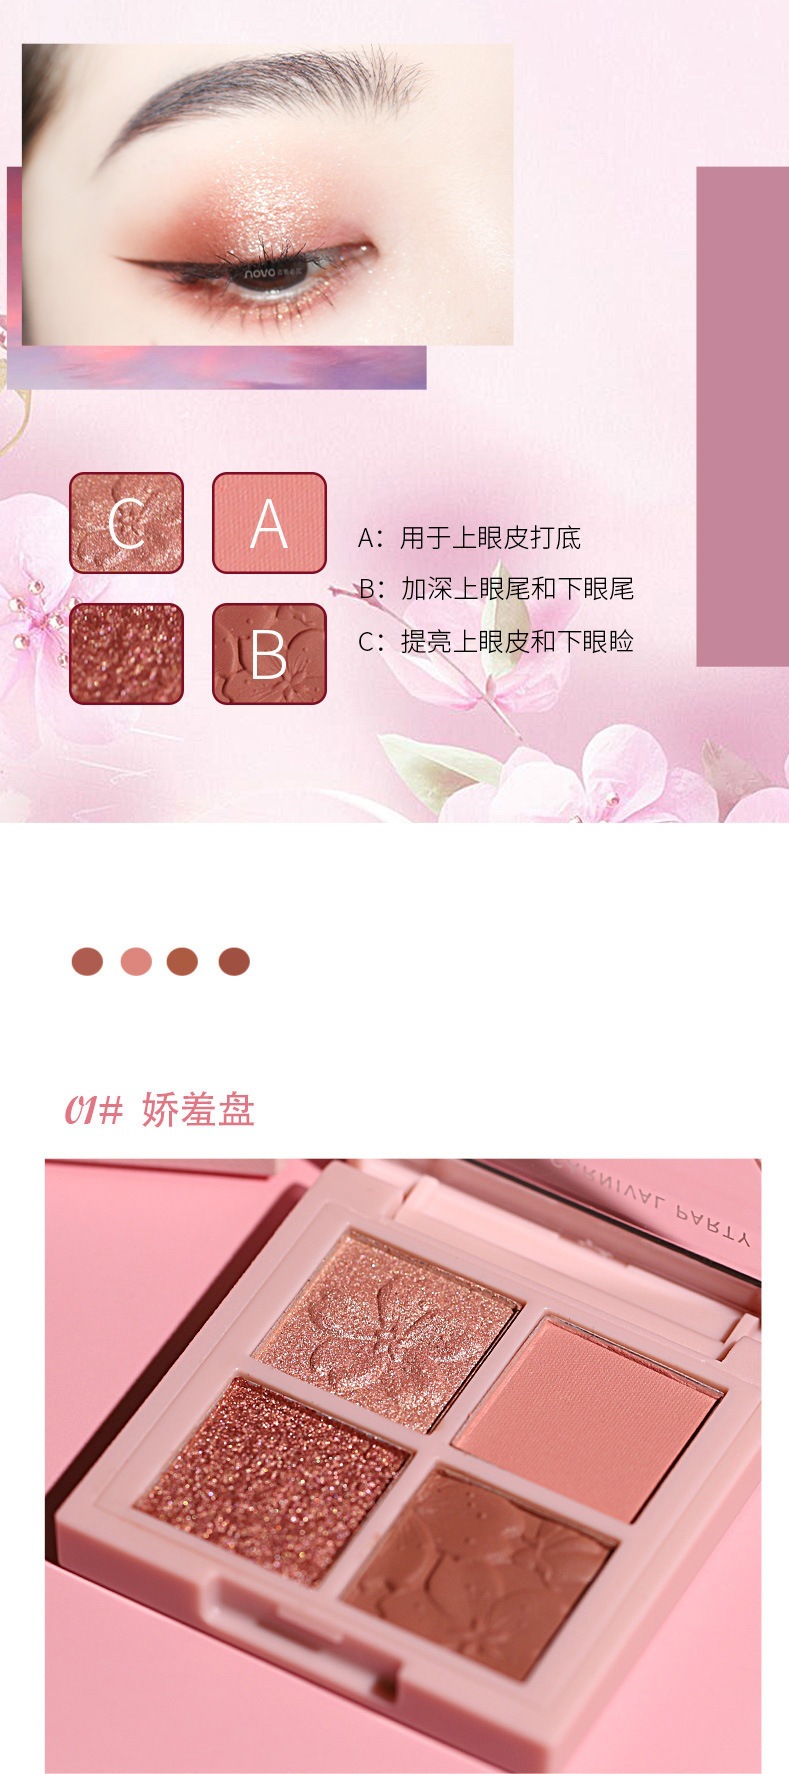 novo
C
A
B
A：用于上眼皮打底
B：加深上眼尾和下眼尾
C：提亮上眼皮和下眼睑
01# 娇羞盘
CARNIVAL PARTY